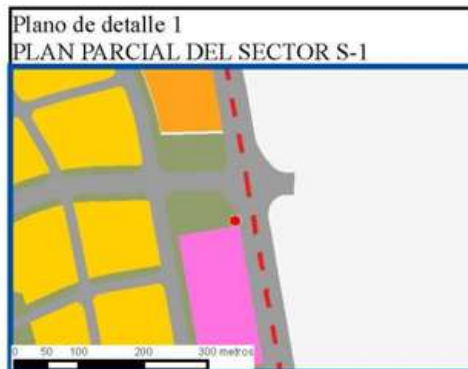 Plano de detalle 1
PLAN PARCIAL DEL SECTOR S-1
0 50 100 200 300 metros